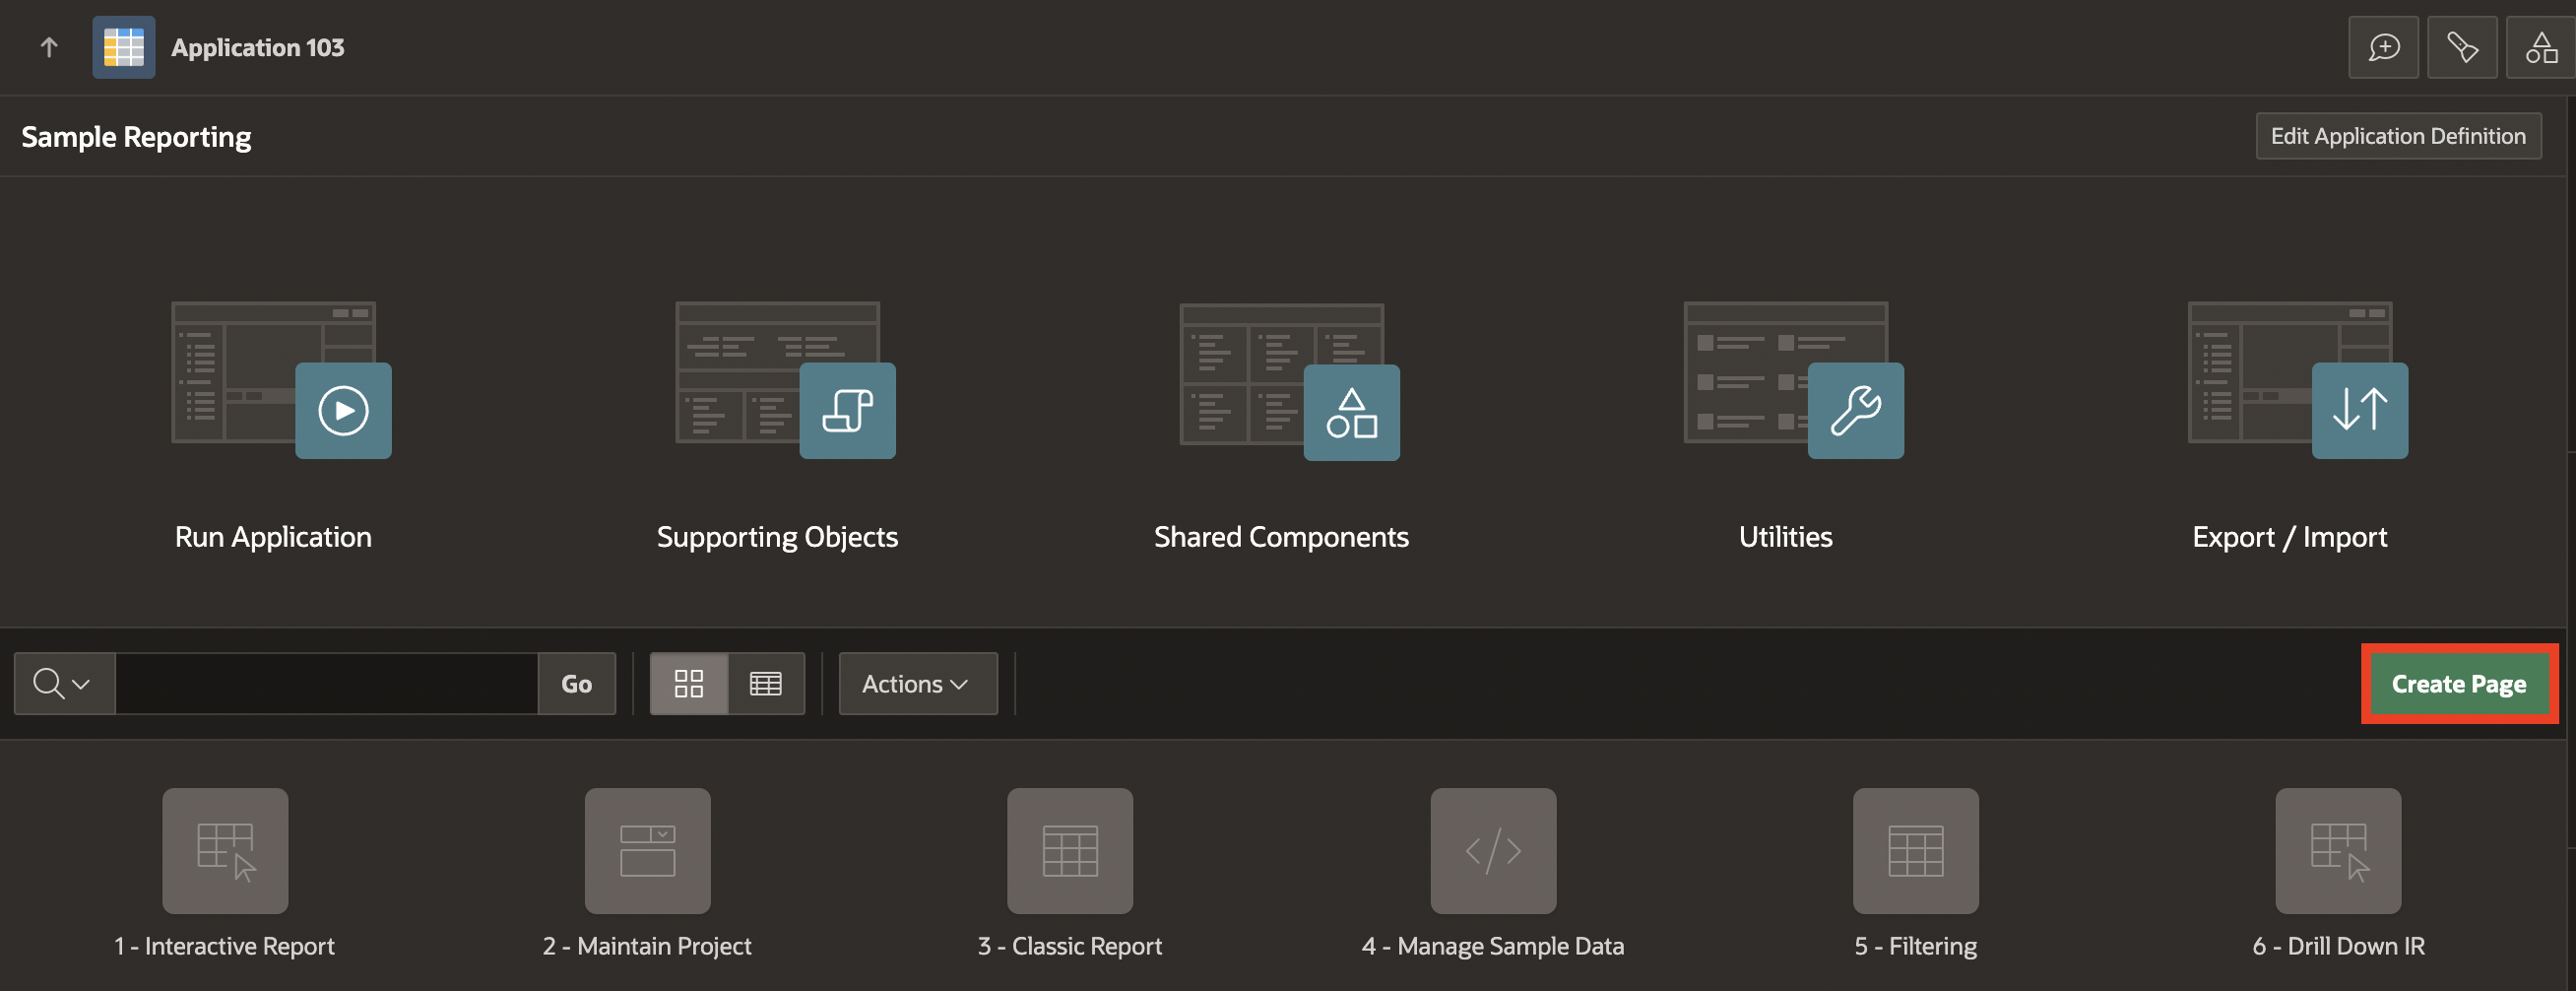 Application 103
Sample Reporting
Edit Application Definition
Run Application
Supporting Objects
Shared Components
Utilities
Export / Import
Go
Actions
Create Page
1 - Interactive Report
2 - Maintain Project
3 - Classic Report
4 - Manage Sample Data
5 - Filtering
6 - Drill Down IR